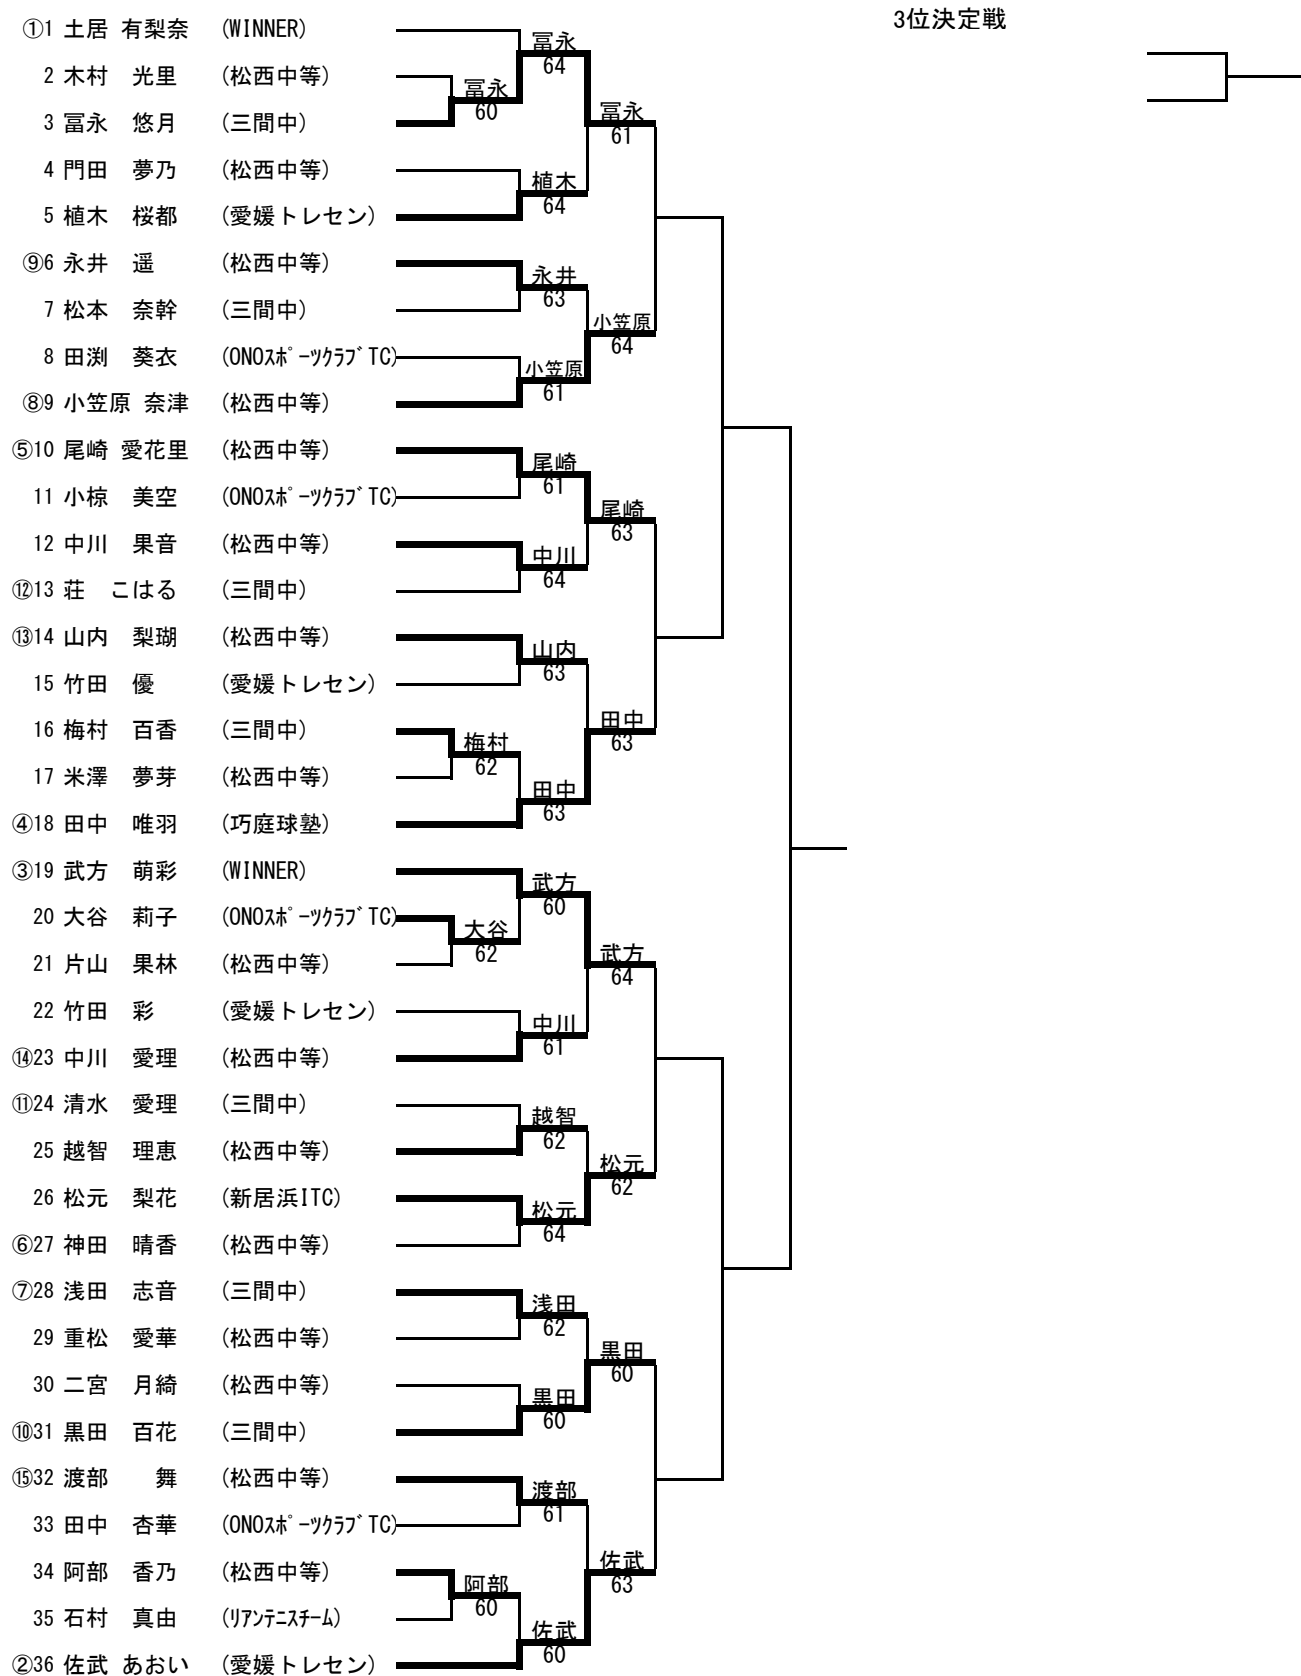 ①1 土居 有梨奈 (WINNER)
3位決定戦
冨永
64
2 木村 光里 (松西中等)
冨永
60
3 冨永 悠月 (三間中)
冨永
61
4 門田 夢乃 (松西中等)
植木
64
5 植木 桜都 (愛媛トレセン)
⑨6 永井 遥 (松西中等)
永井
63
7 松本 奈幹 (三間中)
小笠原
64
8 田渕 葵衣 (ONOｽﾎﾟｰﾂｸﾗﾌﾞTC)
小笠原
61
⑧9 小笠原 奈津 (松西中等)
⑤10 尾崎 愛花里 (松西中等)
尾崎
61
11 小椋 美空 (ONOｽﾎﾟｰﾂｸﾗﾌﾞTC)
尾崎
63
12 中川 果音 (松西中等)
中川
64
⑫13 荘 こはる (三間中)
⑬14 山内 梨瑚 (松西中等)
山内
63
15 竹田 優 (愛媛トレセン)
田中
63
16 梅村 百香 (三間中)
梅村
62
17 米澤 夢芽 (松西中等)
田中
63
④18 田中 唯羽 (巧庭球塾)
③19 武方 萌彩 (WINNER)
武方
60
20 大谷 莉子 (ONOｽﾎﾟｰﾂｸﾗﾌﾞTC)
大谷
62
21 片山 果林 (松西中等)
武方
64
22 竹田 彩 (愛媛トレセン)
中川
61
⑭23 中川 愛理 (松西中等)
⑪24 清水 愛理 (三間中)
越智
62
25 越智 理恵 (松西中等)
松元
62
26 松元 梨花 (新居浜ITC)
松元
64
⑥27 神田 晴香 (松西中等)
⑦28 浅田 志音 (三間中)
浅田
62
29 重松 愛華 (松西中等)
黒田
60
30 二宮 月綺 (松西中等)
黒田
60
⑩31 黒田 百花 (三間中)
⑮32 渡部 舞 (松西中等)
渡部
61
33 田中 杏華 (ONOｽﾎﾟｰﾂｸﾗﾌﾞTC)
佐武
63
34 阿部 香乃 (松西中等)
阿部
60
35 石村 真由 (ﾘｱﾝﾃﾆｽﾁｰﾑ)
佐武
60
②36 佐武 あおい (愛媛トレセン)